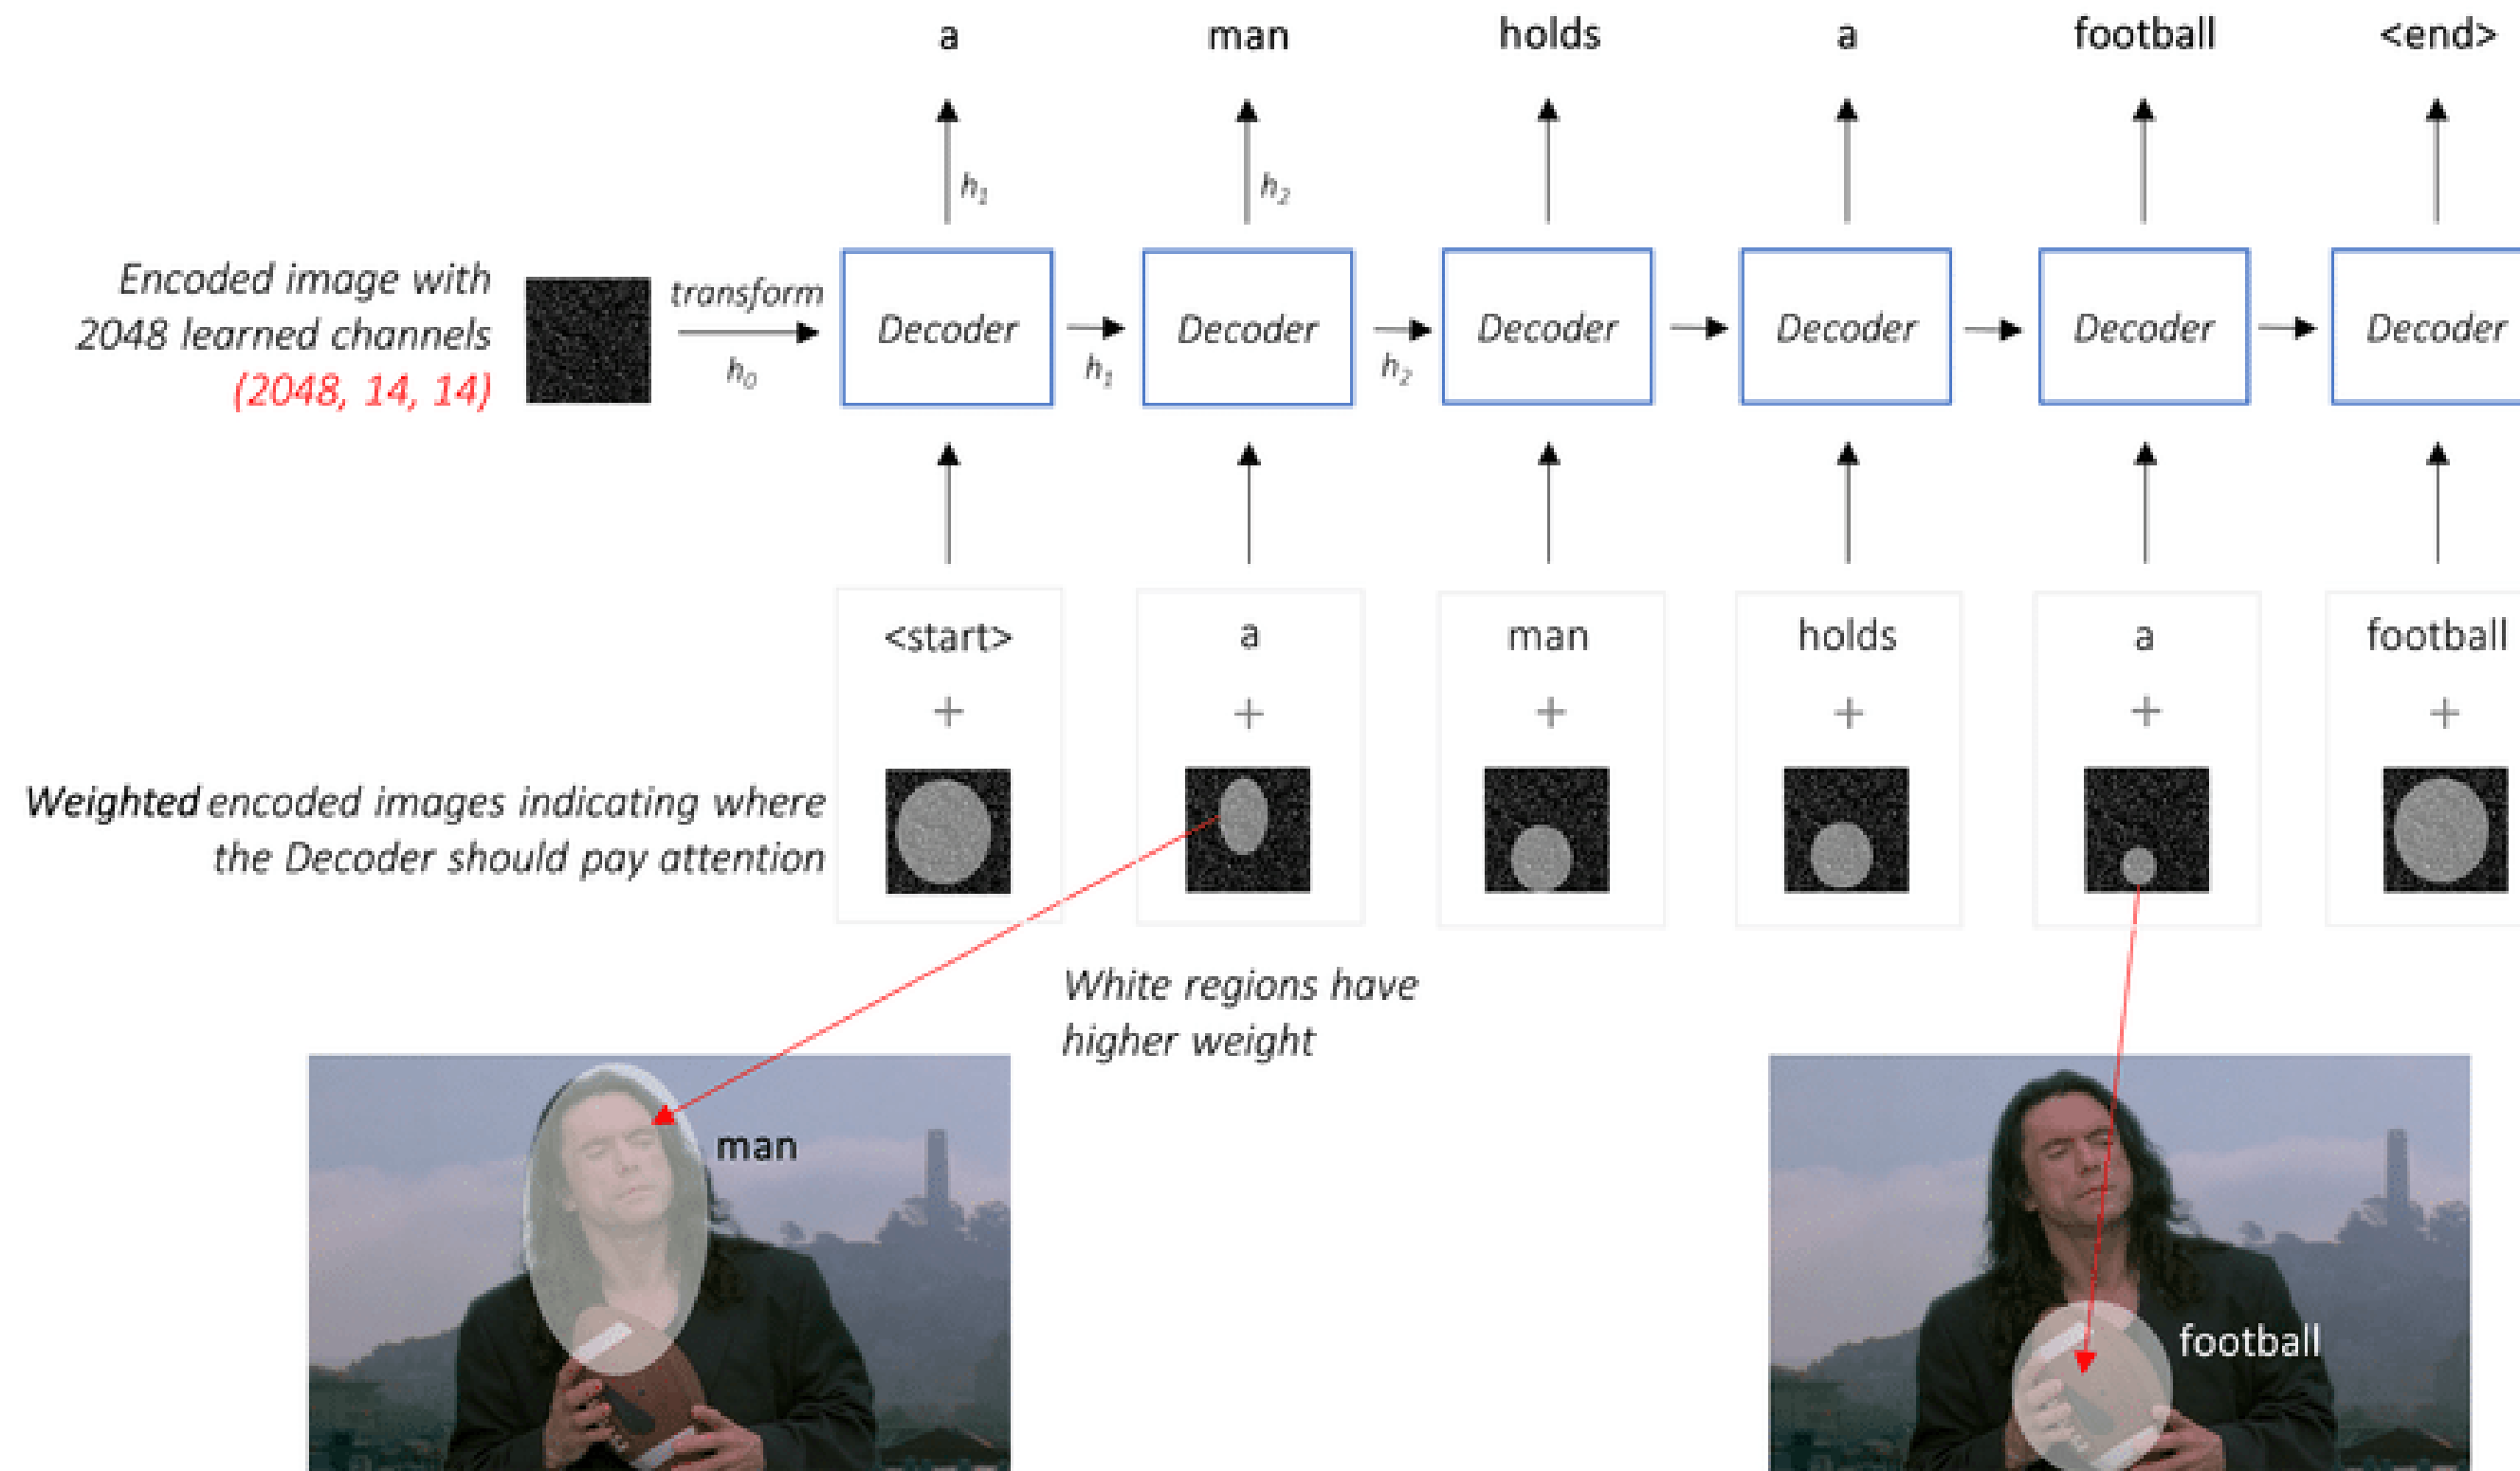 a man holds a football <end>
h1 h2
Encoded image with
2048 learned channels
(2048, 14, 14)
transform
h0
Decoder Decoder Decoder Decoder Decoder Decoder
h1 h2
<start> a man holds a football
+ + + + + +
Weighted encoded images indicating where
the Decoder should pay attention
White regions have
higher weight
man
football